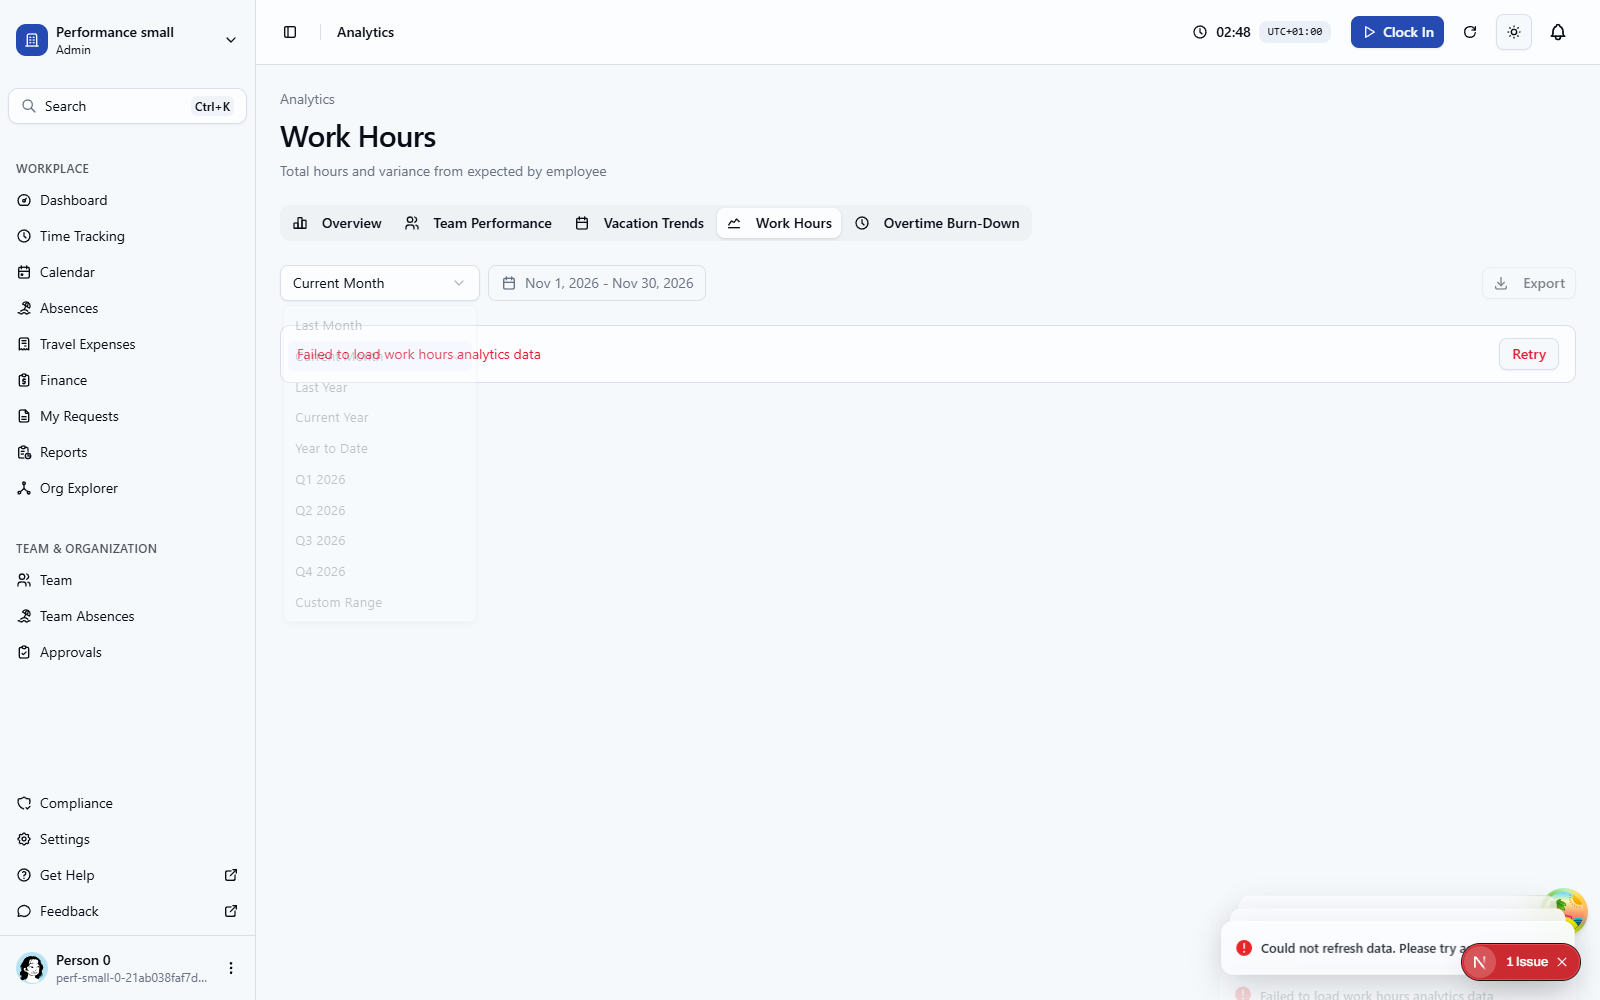 Performance small
Admin
Search
Ctrl+K
WORKPLACE
Dashboard
Time Tracking
Calendar
Absences
Travel Expenses
Finance
My Requests
Reports
Org Explorer
TEAM & ORGANIZATION
Team
Team Absences
Approvals
Compliance
Settings
Get Help
Feedback
Person 0
perf-small-0-21ab038faf7d...
Analytics
02:48
UTC+01:00
Clock In
Analytics
Work Hours
Total hours and variance from expected by employee
Overview
Team Performance
Vacation Trends
Work Hours
Overtime Burn-Down
Current Month
Nov 1, 2026 - Nov 30, 2026
Export
Last Month
Current Month
Failed to load work hours analytics data
Retry
Last Year
Current Year
Year to Date
Q1 2026
Q2 2026
Q3 2026
Q4 2026
Custom Range
Could not refresh data. Please try
1 Issue
Failed to load work hours analytics data